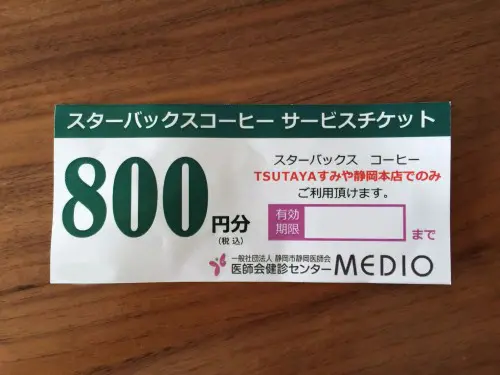 スターバックスコーヒー サービスチケット
800円分
(税込)
スターバックス コーヒー
TSUTAYAすみや静岡本店でのみ
ご利用頂けます。
有効
期限
まで
一般社団法人 静岡市静岡医師会
医師会健診センター MEDIO